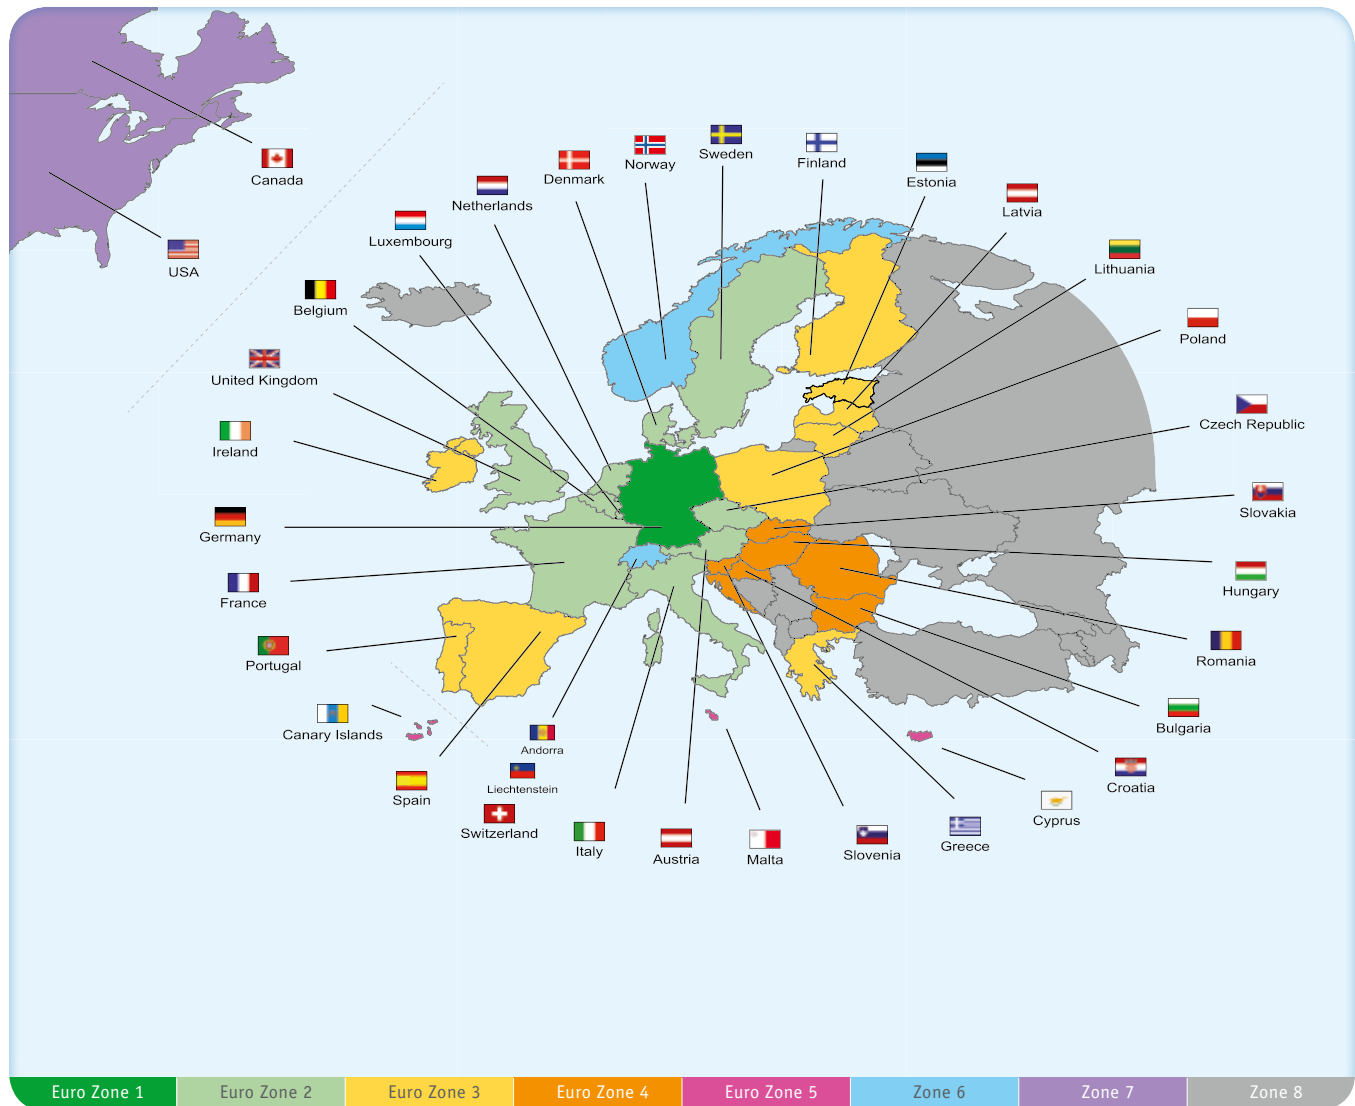 Canada
USA
Sweden
Norway
Finland
Denmark
Estonia
Netherlands
Latvia
Luxembourg
Lithuania
Belgium
Poland
United Kingdom
Czech Republic
Ireland
Slovakia
Germany
Hungary
France
Romania
Portugal
Bulgaria
Canary Islands
Andorra
Croatia
Liechtenstein
Spain
Cyprus
Switzerland
Greece
Italy
Slovenia
Austria
Malta
Euro Zone 1
Euro Zone 2
Euro Zone 3
Euro Zone 4
Euro Zone 5
Zone 6
Zone 7
Zone 8